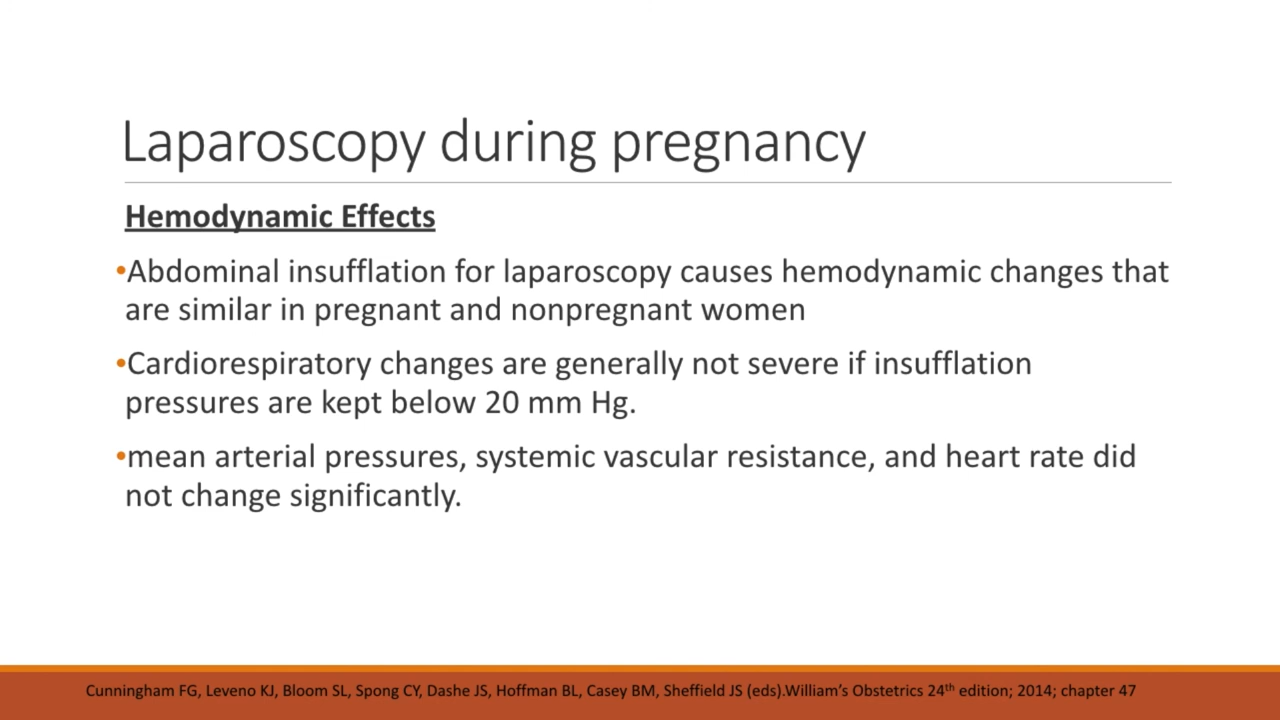 Laparoscopy during pregnancy
Hemodynamic Effects
•Abdominal insufflation for laparoscopy causes hemodynamic changes that
are similar in pregnant and nonpregnant women
•Cardiorespiratory changes are generally not severe if insufflation
pressures are kept below 20 mm Hg.
•mean arterial pressures, systemic vascular resistance, and heart rate did
not change significantly.
Cunningham FG, Leveno KJ, Bloom SL, Spong CY, Dashe JS, Hoffman BL, Casey BM, Sheffield JS (eds).William’s Obstetrics 24th edition; 2014; chapter 47